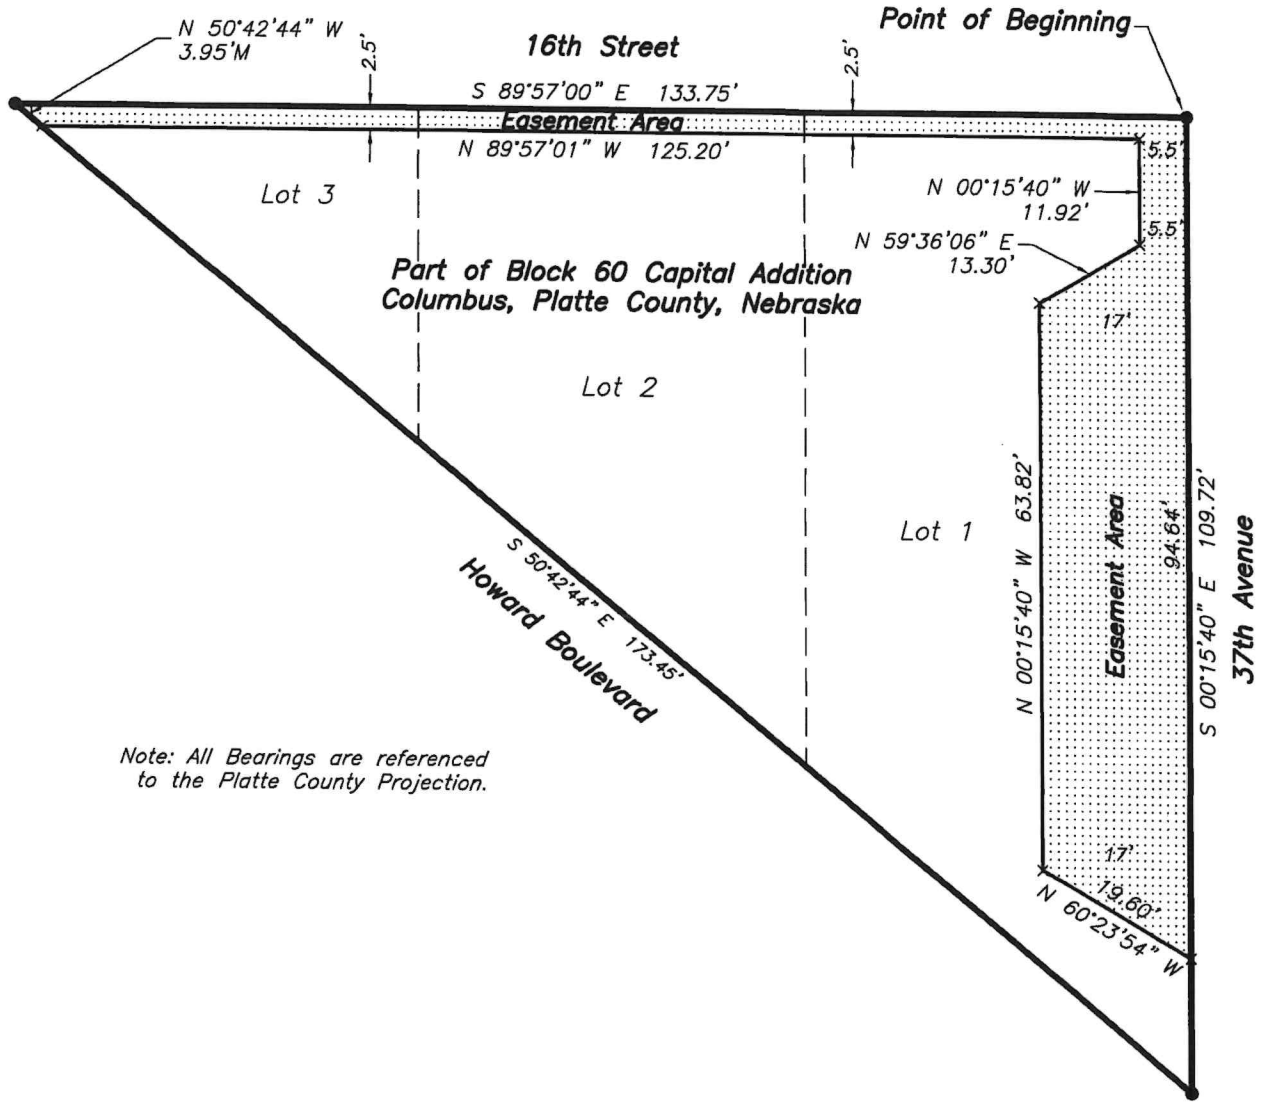 Point of Beginning
N 50°42'44" W
3.95'M
16th Street
2.5'
2.5'
S 89°57'00" E 133.75'
Easement Area
N 89°57'01" W 125.20'
5.5'
Lot 3
N 00°15'40" W
11.92'
5.5'
N 59°36'06" E
13.30'
Part of Block 60 Capital Addition
Columbus, Platte County, Nebraska
17'
Lot 2
Lot 1
N 00°15'40" W 63.82'
Easement Area
94.64'
S 00°15'40" E 109.72'
37th Avenue
S 50°42'44" E 173.45'
Howard Boulevard
Note: All Bearings are referenced
to the Platte County Projection.
17'
19.60'
N 60°23'54" W